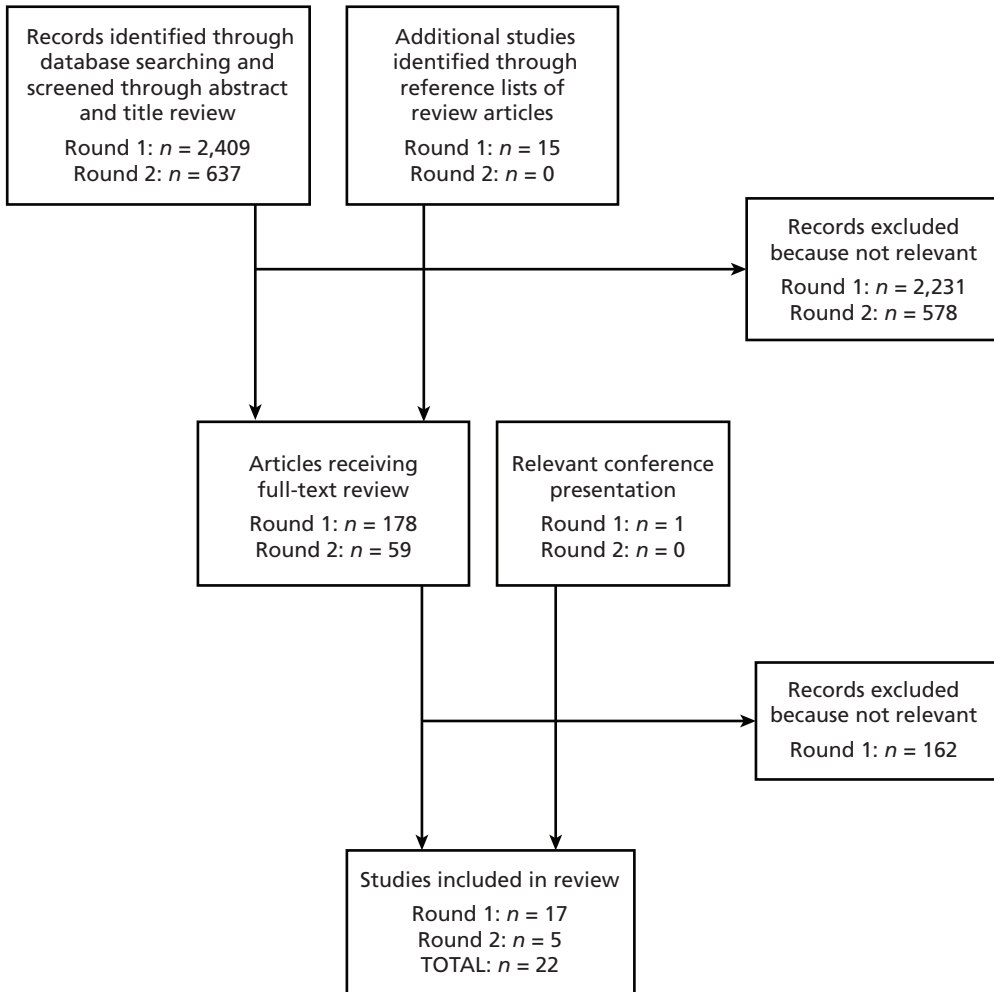 Records identified through
database searching and
screened through abstract
and title review
Round 1: n = 2,409
Round 2: n = 637
Additional studies
identified through
reference lists of
review articles
Round 1: n = 15
Round 2: n = 0
Records excluded
because not relevant
Round 1: n = 2,231
Round 2: n = 578
Articles receiving
full-text review
Round 1: n = 178
Round 2: n = 59
Relevant conference
presentation
Round 1: n = 1
Round 2: n = 0
Records excluded
because not relevant
Round 1: n = 162
Studies included in review
Round 1: n = 17
Round 2: n = 5
TOTAL: n = 22